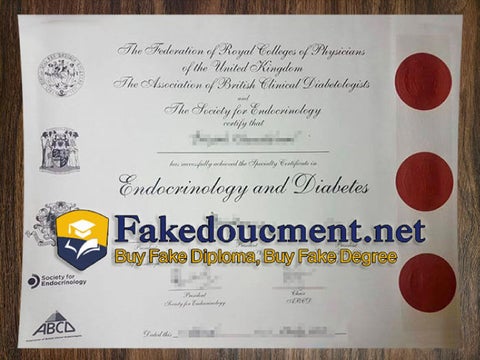 The Federation of Royal Colleges of Physicians
of the United Kingdom
The Association of British Clinical Diabetologists
and
The Society for Endocrinology
certify that
has successfully achieved the Specialty Certificate in
Endocrinology and Diabetes
Fakedoucment.net
Buy Fake Diploma, Buy Fake Degree
Society for
Endocrinology
President
Society for Endocrinology
Chair
ABCD
ABCD
Dated this